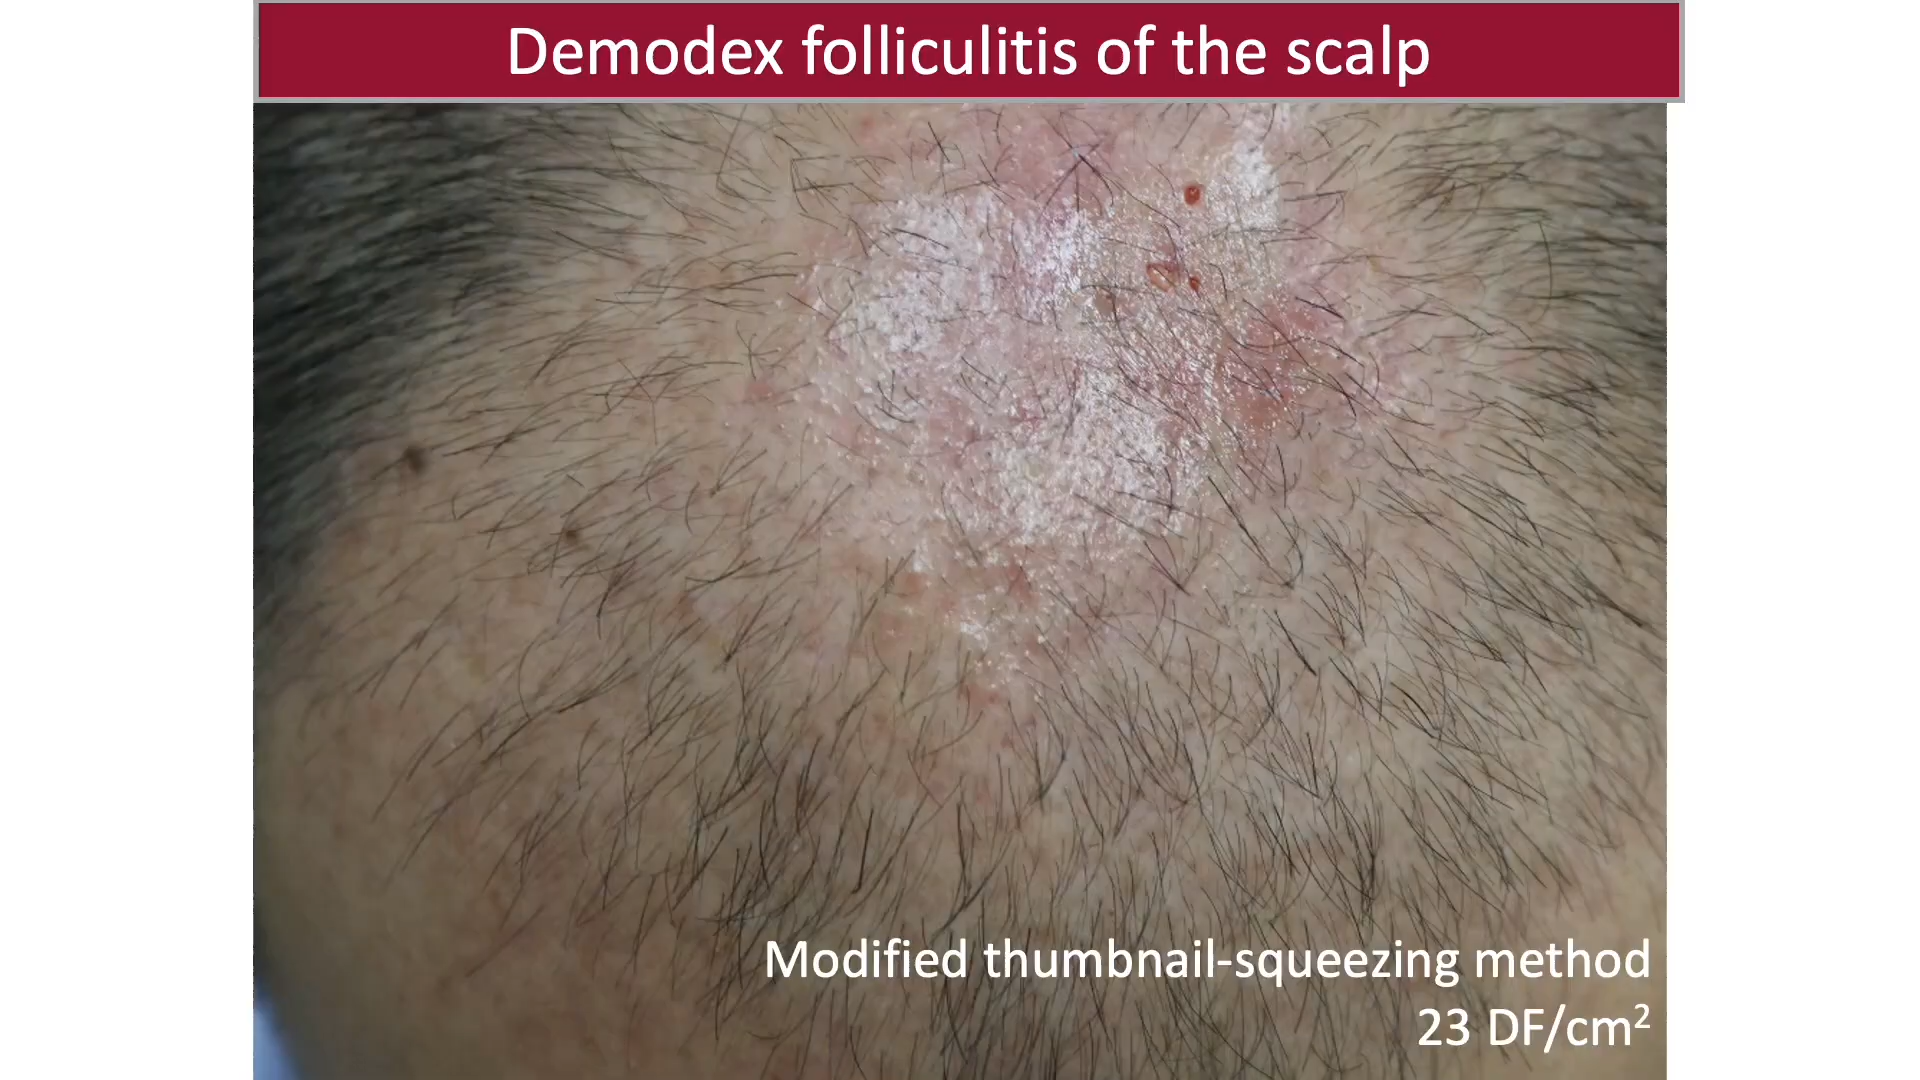 Demodex folliculitis of the scalp
Modified thumbnail-squeezing method
23 DF/cm²